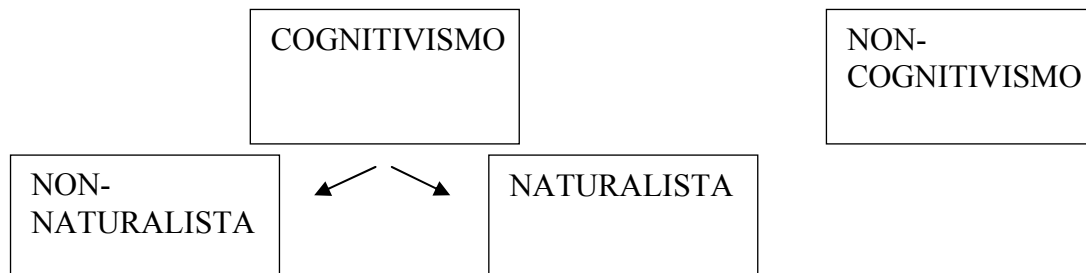 COGNITIVISMO
NON-
COGNITIVISMO
NON-
NATURALISTA
NATURALISTA